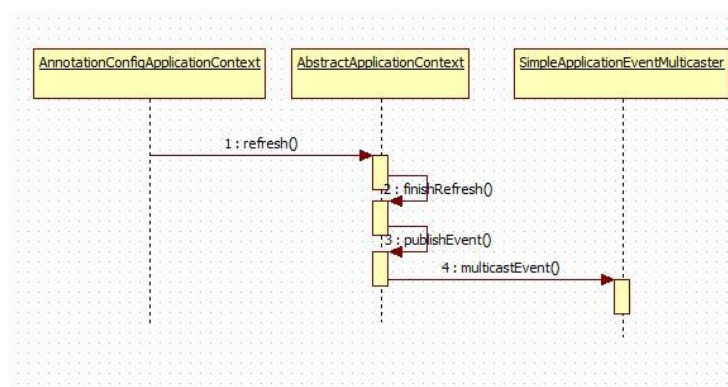 AnnotationConfigApplicationContext
AbstractApplicationContext
SimpleApplicationEventMulticaster
1 : refresh()
2 : finishRefresh()
3 : publishEvent()
4 : multicastEvent()